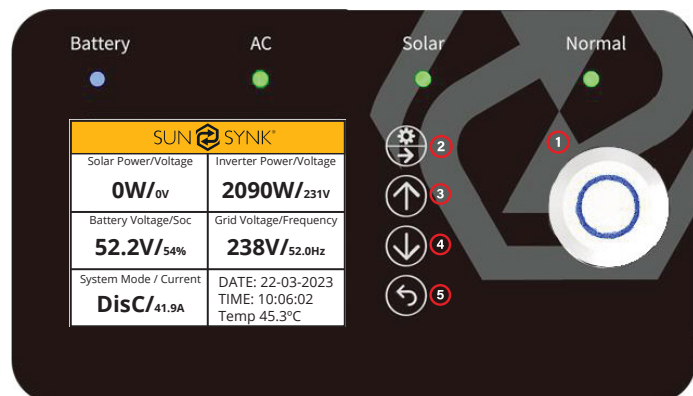 Battery AC Solar Normal
SUN SYNK®
Solar Power/Voltage Inverter Power/Voltage
0W/0V 2090W/231V
Battery Voltage/Soc Grid Voltage/Frequency
52.2V/54% 238V/52.0Hz
System Mode / Current DATE: 22-03-2023
DisC/41.9A TIME: 10:06:02
Temp 45.3ºC
1
2
3
4
5